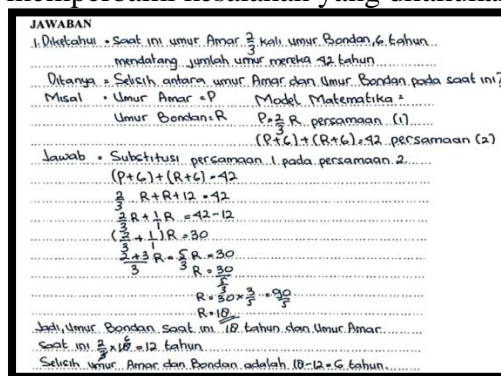 JAWABAN
1. Diketahui = Saat ini umur Amar 2/3 kali umur Bondan, 6 tahun
mendatang jumlah umur mereka 42 tahun
Ditanya = Selisih antara umur Amar dan Umur Bondan pada saat ini?
Misal = Umur Amar = P Model Matematika =
Umur Bondan = R P = 2/3 R persamaan (1)
(P+6)+(R+6) = 42 persamaan (2)
Jawab = Substitusi persamaan 1 pada persamaan 2
(P+6)+(R+6) = 42
2/3 R+R+12 = 42
2/3 R + 1/1 R = 42-12
(2/3 + 1/1) R = 30
2+3/3 R = 5/3 R = 30
R = 30/(5/3)
R = 30 x 3/5 = 90/5
R = 18
Jadi, Umur Bondan saat ini 18 tahun dan Umur Amar
saat ini 2/3 x 18 = 12 tahun
Selisih umur Amar dan Bondan adalah 18-12 = 6 tahun